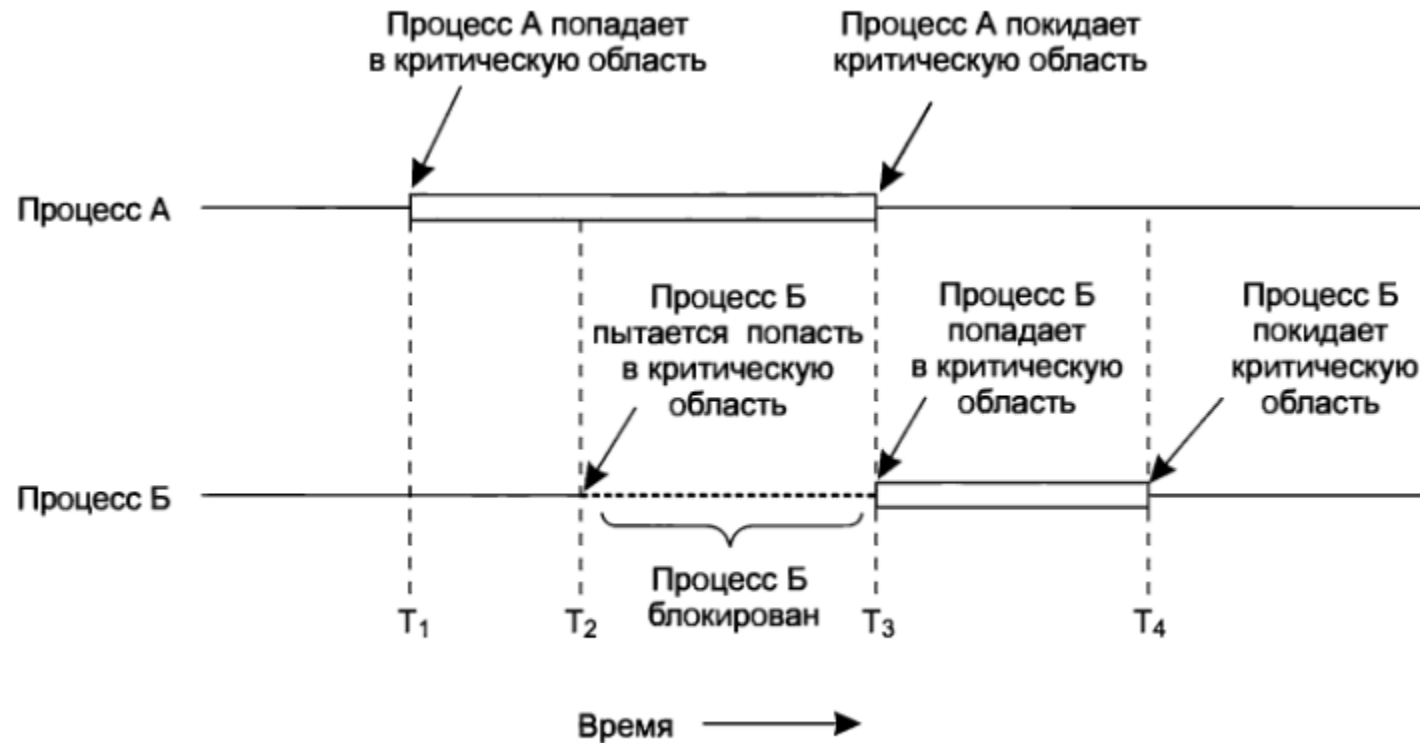 Процесс А попадает
в критическую область
Процесс А покидает
критическую область
Процесс А
Процесс Б
пытается попасть
в критическую
область
Процесс Б
попадает
в критическую
область
Процесс Б
покидает
критическую
область
Процесс Б
Процесс Б
блокирован
T1
T2
T3
T4
Время